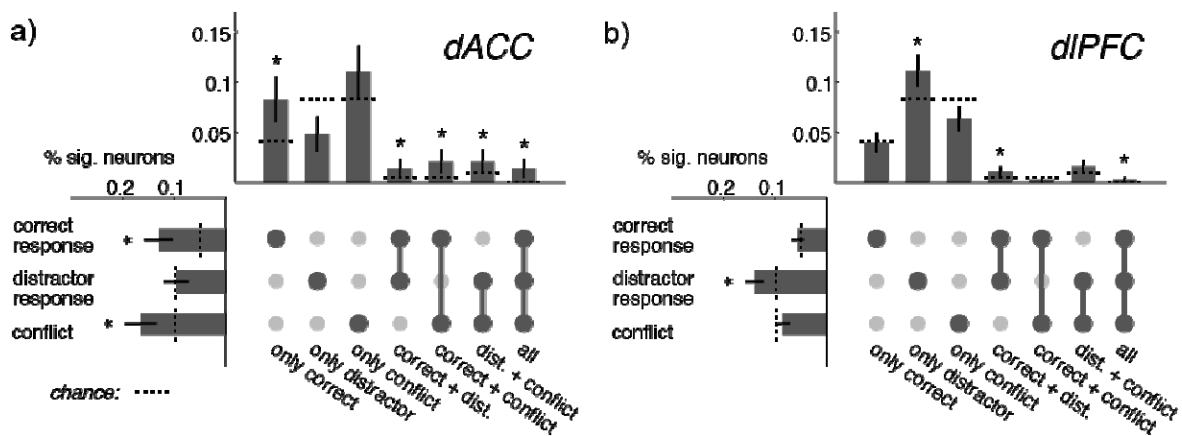 a)
dACC
0.15
0.1
0.05
*
*
*
*
*
% sig. neurons
0.2
0.1
correct
response
*
distractor
response
conflict
*
only correct
only distractor
only conflict
correct + dist.
correct + conflict
dist. + conflict
all
chance:
b)
dlPFC
0.15
0.1
0.05
*
*
*
% sig. neurons
0.2
0.1
correct
response
distractor
response
*
conflict
only correct
only distractor
only conflict
correct + dist.
correct + conflict
dist. + conflict
all